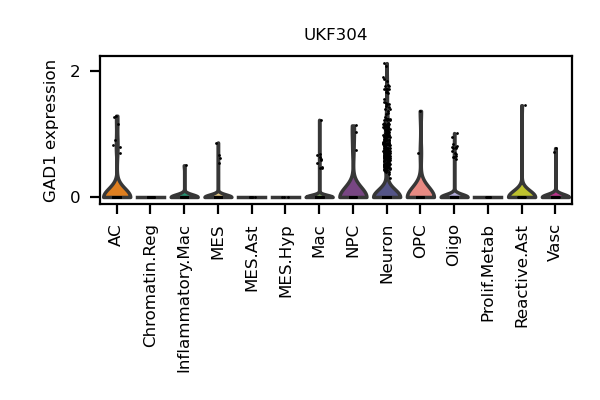 UKF304
GAD1 expression
2
0
AC
Chromatin.Reg
Inflammatory.Mac
MES
MES.Ast
MES.Hyp
Mac
NPC
Neuron
OPC
Oligo
Prolif.Metab
Reactive.Ast
Vasc